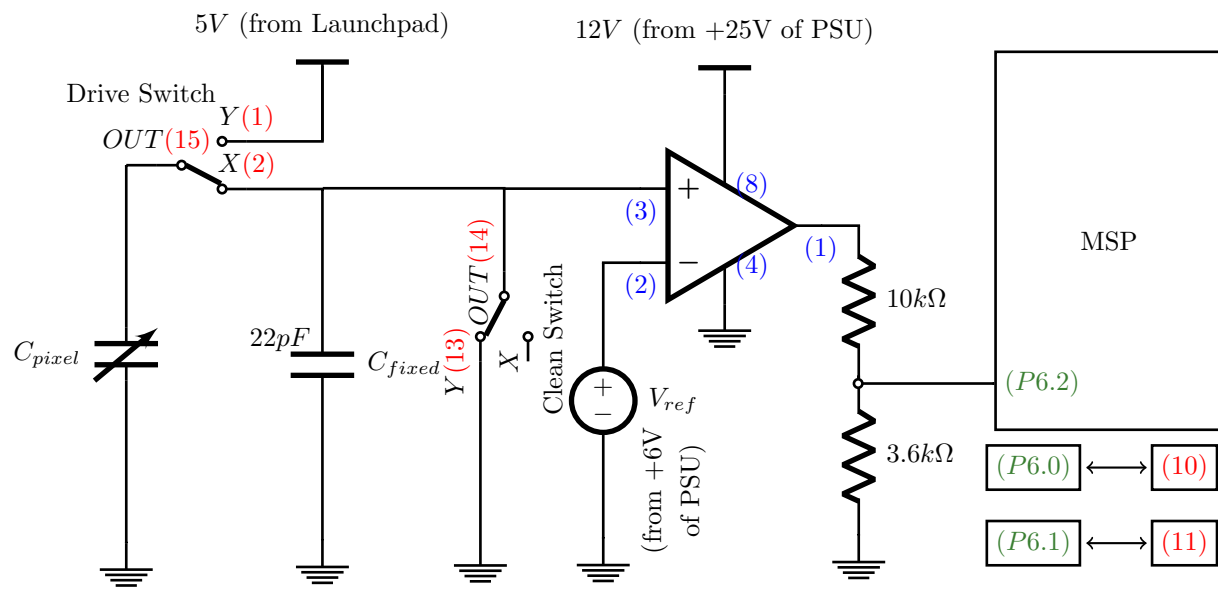 5V (from Launchpad)
12V (from +25V of PSU)
Drive Switch
Y(1)
OUT(15)
X(2)
+
(8)
(3)
(14)
OUT
(1)
MSP
−
(4)
(2)
10kΩ
22pF
C_pixel
C_fixed
Y(13)
X
Clean Switch
+
−
V_ref
(P6.2)
(from +6V
of PSU)
3.6kΩ
(P6.0)
(10)
(P6.1)
(11)